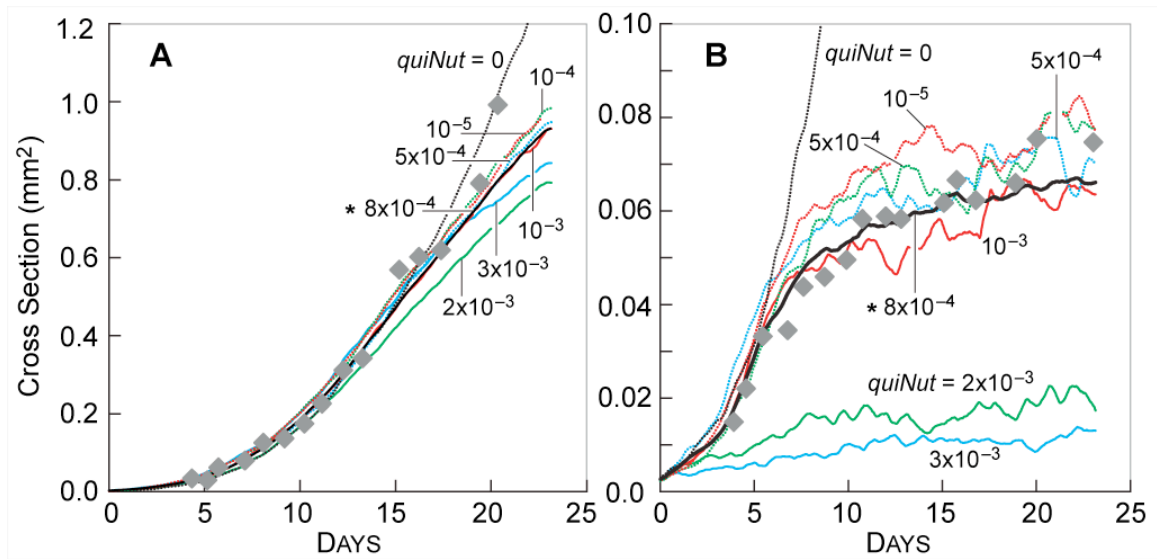 A
Cross Section (mm²)
1.2
1.0
0.8
0.6
0.4
0.2
0.0
0
5
10
15
20
25
DAYS
quiNut = 0
10⁻⁴
10⁻⁵
5x10⁻⁴
* 8x10⁻⁴
10⁻³
3x10⁻³
2x10⁻³
B
0.10
0.08
0.06
0.04
0.02
0.00
0
5
10
15
20
25
DAYS
quiNut = 0
5x10⁻⁴
10⁻⁵
5x10⁻⁴
10⁻³
* 8x10⁻⁴
quiNut = 2x10⁻³
3x10⁻³